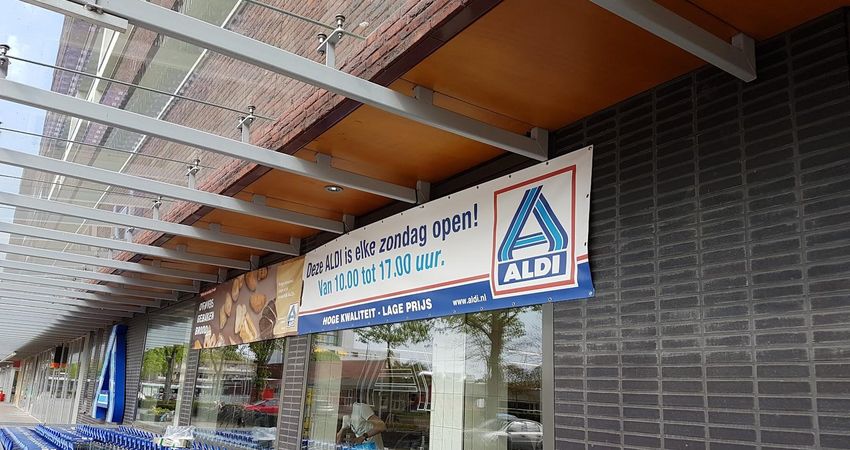 Deze ALDI is elke zondag open!
Van 10.00 tot 17.00 uur.
HOGE KWALITEIT - LAGE PRIJS
www.aldi.nl
ALDI